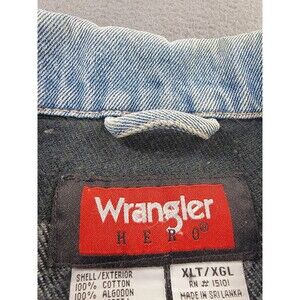 Wrangler
HERO®
SHELL/EXTERIOR
100% COTTON
100% ALGODON
XLT/XGL
RN # 15101
MADE IN SRI LANKA